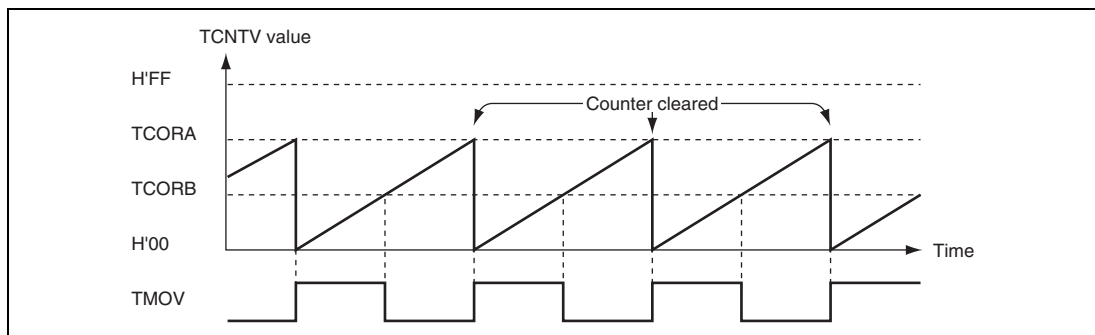 TCNTV value
H'FF
Counter cleared
TCORA
TCORB
H'00
Time
TMOV